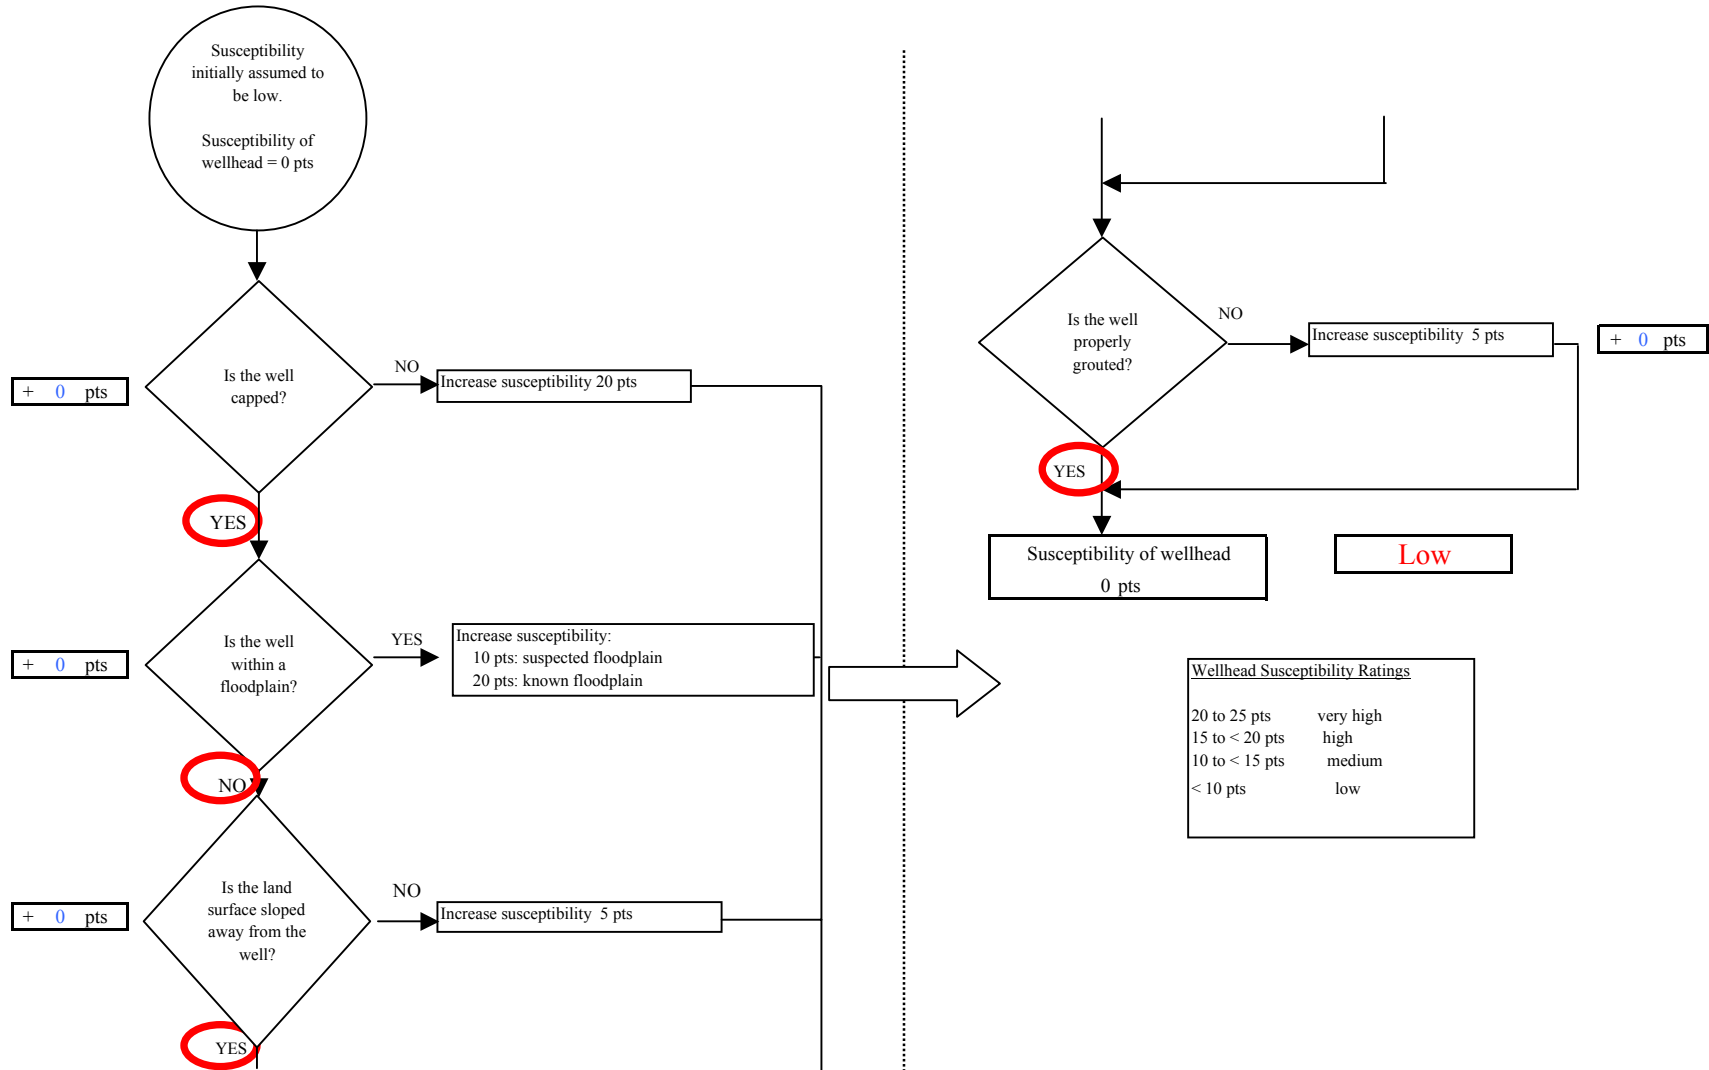 Susceptibility
initially assumed to
be low.
Susceptibility of
wellhead = 0 pts
+ 0 pts
Is the well
capped?
NO
Increase susceptibility 20 pts
YES
+ 0 pts
Is the well
within a
floodplain?
YES
Increase susceptibility:
10 pts: suspected floodplain
20 pts: known floodplain
NO
+ 0 pts
Is the land
surface sloped
away from the
well?
NO
Increase susceptibility 5 pts
YES
Is the well
properly
grouted?
NO
Increase susceptibility 5 pts
+ 0 pts
YES
Susceptibility of wellhead
0 pts
Low
Wellhead Susceptibility Ratings
20 to 25 pts very high
15 to < 20 pts high
10 to < 15 pts medium
< 10 pts low